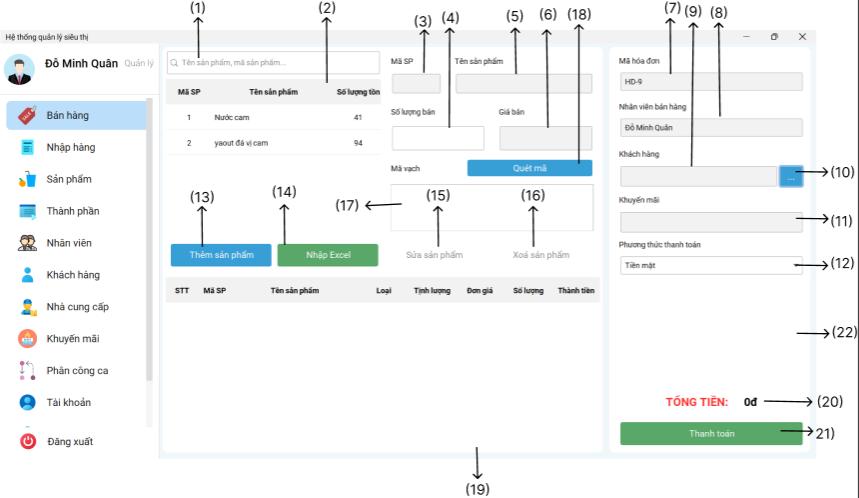 (1)
(2)
(3)
(4)
(5)
(6)
(18)
(7)
(9)
(8)
Hệ thống quản lý siêu thị
Đỗ Minh Quân Quản lý
Bán hàng
Nhập hàng
Sản phẩm
Thành phần
Nhân viên
Khách hàng
Nhà cung cấp
Khuyến mãi
Phân công ca
Tài khoản
Đăng xuất
Tên sản phẩm, mã sản phẩm...
Mã SP Tên sản phẩm Số lượng tồn
1 Nước cam 41
2 yaout đá vị cam 94
Mã SP Tên sản phẩm
Số lượng bán Giá bán
Mã vạch Quét mã
(13)
(14)
(17)
(15)
(16)
Thêm sản phẩm Nhập Excel Sửa sản phẩm Xoá sản phẩm
STT Mã SP Tên sản phẩm Loại Tịnh lượng Đơn giá Số lượng Thành tiền
(19)
Mã hóa đơn
HD-9
Nhân viên bán hàng
Đỗ Minh Quân
Khách hàng
...
(10)
Khuyến mãi
(11)
Phương thức thanh toán
Tiền mặt
(12)
(22)
TỔNG TIỀN: 0đ
(20)
Thanh toán
21)